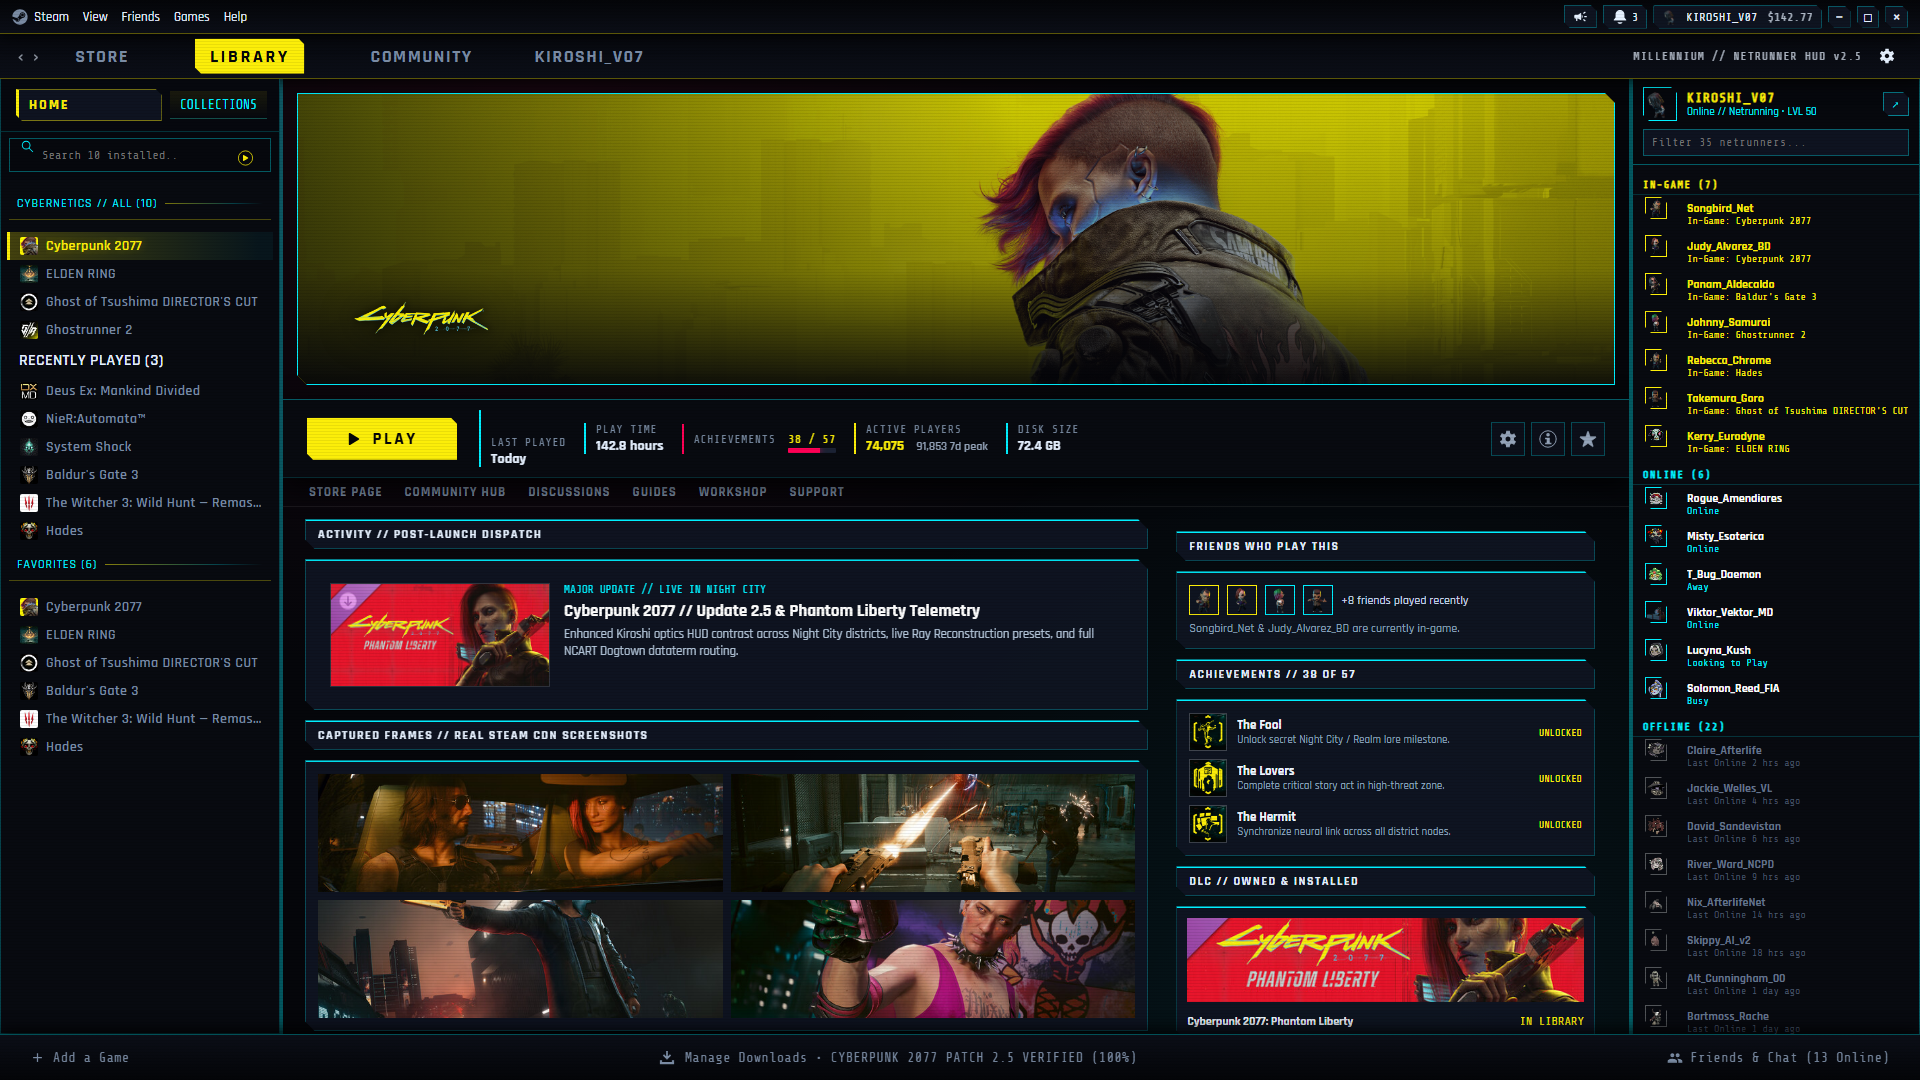 Steam View Friends Games Help
3
KIROSHI_V07 $142.77
STORE
LIBRARY
COMMUNITY
KIROSHI_V07
MILLENNIUM // NETRUNNER HUD v2.5
HOME
COLLECTIONS
Search 10 installed..
CYBERNETICS // ALL (10)
Cyberpunk 2077
ELDEN RING
Ghost of Tsushima DIRECTOR'S CUT
Ghostrunner 2
RECENTLY PLAYED (3)
Deus Ex: Mankind Divided
NieR:Automata™
System Shock
Baldur's Gate 3
The Witcher 3: Wild Hunt – Remas...
Hades
FAVORITES (6)
Cyberpunk 2077
ELDEN RING
Ghost of Tsushima DIRECTOR'S CUT
Baldur's Gate 3
The Witcher 3: Wild Hunt – Remas...
Hades
CYBERPUNK
2077
SAMURAI
PLAY
LAST PLAYED
Today
PLAY TIME
142.8 hours
ACHIEVEMENTS
38 / 57
ACTIVE PLAYERS
74,075 91,853 7d peak
DISK SIZE
72.4 GB
STORE PAGE COMMUNITY HUB DISCUSSIONS GUIDES WORKSHOP SUPPORT
ACTIVITY // POST-LAUNCH DISPATCH
CYBERPUNK
PHANTOM LIBERTY
MAJOR UPDATE // LIVE IN NIGHT CITY
Cyberpunk 2077 // Update 2.5 & Phantom Liberty Telemetry
Enhanced Kiroshi optics HUD contrast across Night City districts, live Ray Reconstruction presets, and full
NCART Dogtown dataterm routing.
CAPTURED FRAMES // REAL STEAM CDN SCREENSHOTS
FRIENDS WHO PLAY THIS
+8 friends played recently
Songbird_Net & Judy_Alvarez_BD are currently in-game.
ACHIEVEMENTS // 38 OF 57
The Fool
Unlock secret Night City / Realm lore milestone.
UNLOCKED
The Lovers
Complete critical story act in high-threat zone.
UNLOCKED
The Hermit
Synchronize neural link across all district nodes.
UNLOCKED
DLC // OWNED & INSTALLED
CYBERPUNK
2077
PHANTOM LIBERTY
Cyberpunk 2077: Phantom Liberty
IN LIBRARY
KIROSHI_V07
Online // Netrunning • LVL 50
Filter 35 netrunners...
IN-GAME (7)
Songbird_Net
In-Game: Cyberpunk 2077
Judy_Alvarez_BD
In-Game: Cyberpunk 2077
Panam_Aldecaldo
In-Game: Baldur's Gate 3
Johnny_Samurai
In-Game: Ghostrunner 2
Rebecca_Chrome
In-Game: Hades
Takemura_Goro
In-Game: Ghost of Tsushima DIRECTOR'S CUT
Kerry_Eurodyne
In-Game: ELDEN RING
ONLINE (6)
Rogue_Amendiares
Online
Misty_Esoterica
Online
T_Bug_Daemon
Away
Viktor_Vektor_MD
Online
Lucyna_Kush
Looking to Play
Solomon_Reed_FIA
Busy
OFFLINE (22)
Claire_Afterlife
Last Online 2 hrs ago
Jackie_Welles_VL
Last Online 4 hrs ago
David_Sandevistan
Last Online 6 hrs ago
River_Ward_NCPD
Last Online 9 hrs ago
Nix_AfterlifeNet
Last Online 14 hrs ago
Skippy_AI_v2
Last Online 18 hrs ago
Alt_Cunningham_00
Last Online 1 day ago
Bartmoss_Rache
Last Online 1 day ago
Add a Game
Manage Downloads • CYBERPUNK 2077 PATCH 2.5 VERIFIED (100%)
Friends & Chat (13 Online)